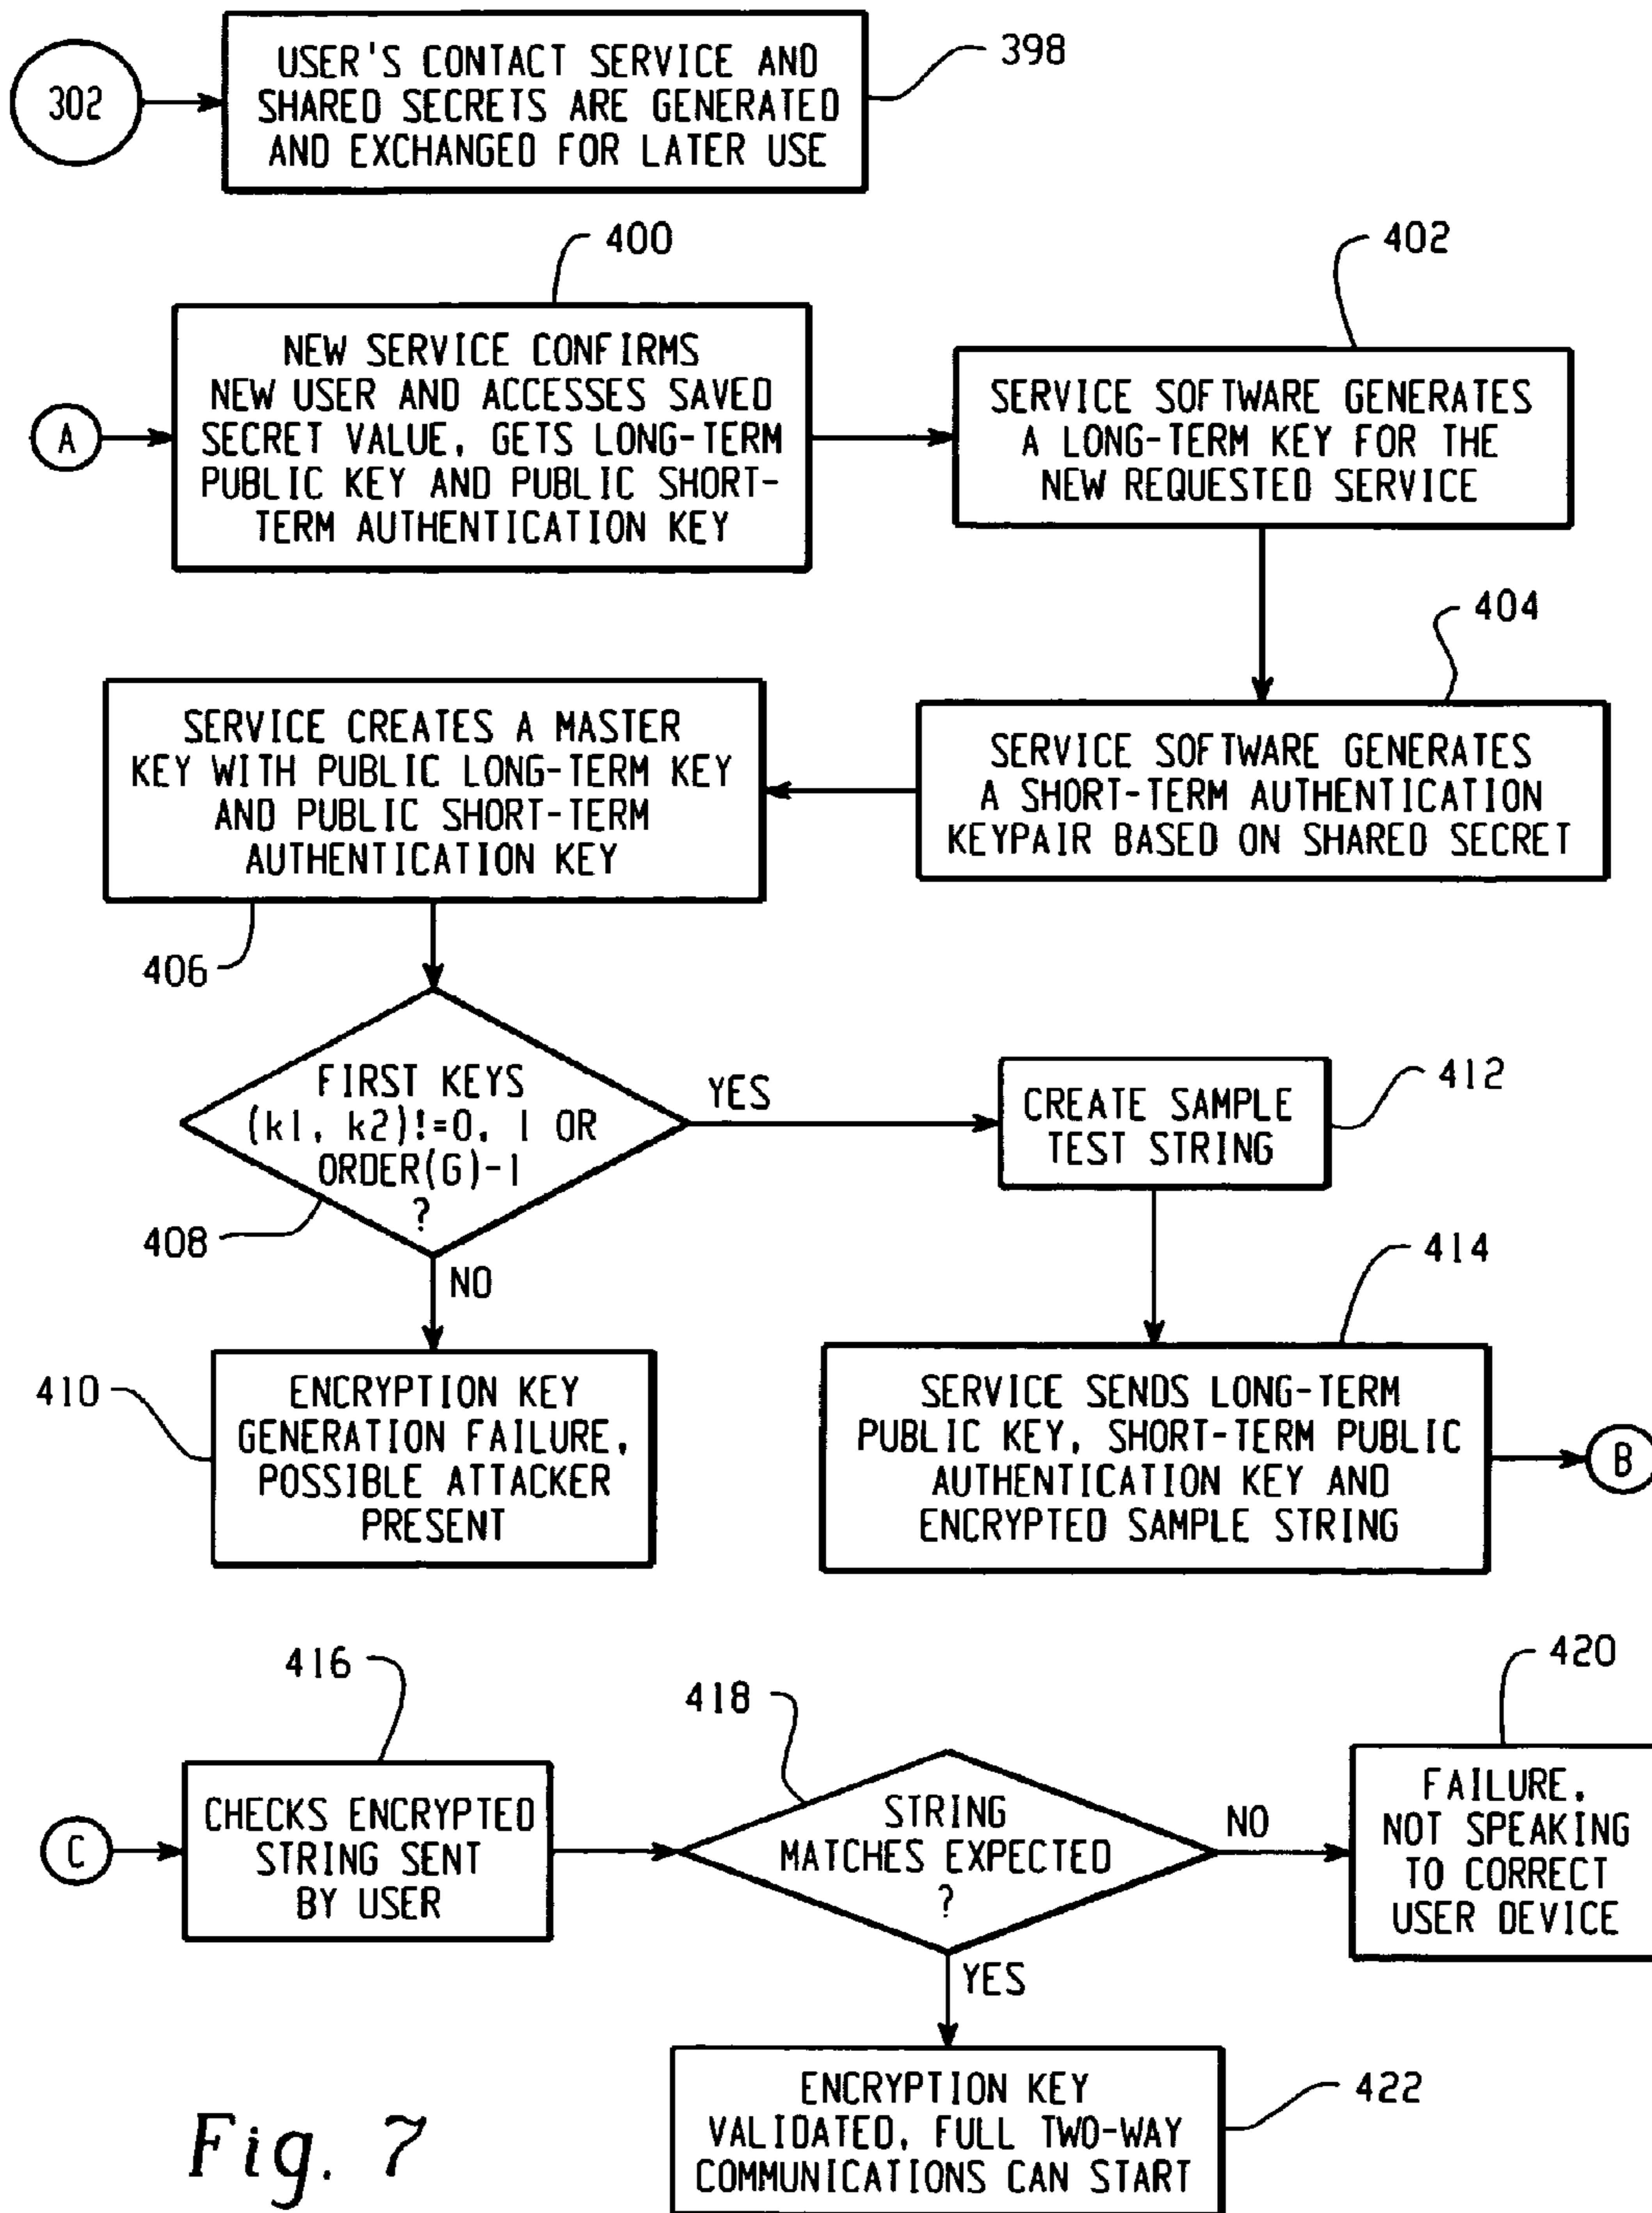 302
USER'S CONTACT SERVICE AND
SHARED SECRETS ARE GENERATED
AND EXCHANGED FOR LATER USE
398
400
402
A
NEW SERVICE CONFIRMS
NEW USER AND ACCESSES SAVED
SECRET VALUE, GETS LONG-TERM
PUBLIC KEY AND PUBLIC SHORT-
TERM AUTHENTICATION KEY
SERVICE SOFTWARE GENERATES
A LONG-TERM KEY FOR THE
NEW REQUESTED SERVICE
404
SERVICE SOFTWARE GENERATES
A SHORT-TERM AUTHENTICATION
KEYPAIR BASED ON SHARED SECRET
SERVICE CREATES A MASTER
KEY WITH PUBLIC LONG-TERM KEY
AND PUBLIC SHORT-TERM
AUTHENTICATION KEY
406
FIRST KEYS
(k1, k2)!=0, 1 OR
ORDER(G)-1
?
408
YES
NO
CREATE SAMPLE
TEST STRING
412
410
ENCRYPTION KEY
GENERATION FAILURE,
POSSIBLE ATTACKER
PRESENT
414
SERVICE SENDS LONG-TERM
PUBLIC KEY, SHORT-TERM PUBLIC
AUTHENTICATION KEY AND
ENCRYPTED SAMPLE STRING
B
416
418
420
C
CHECKS ENCRYPTED
STRING SENT
BY USER
STRING
MATCHES EXPECTED
?
NO
FAILURE,
NOT SPEAKING
TO CORRECT
USER DEVICE
YES
ENCRYPTION KEY
VALIDATED, FULL TWO-WAY
COMMUNICATIONS CAN START
422
Fig. 7